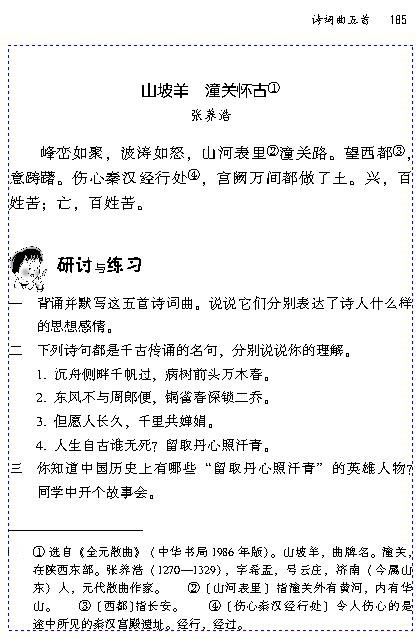 诗词曲五首 185
山坡羊 潼关怀古①
张养浩
峰峦如聚，波涛如怒，山河表里②潼关路。望西都③，
意踌躇。伤心秦汉经行处④，宫阙万间都做了土。兴，百
姓苦；亡，百姓苦。
研讨与练习
一 背诵并默写这五首诗词曲。说说它们分别表达了诗人什么样
的思想感情。
二 下列诗句都是千古传诵的名句，分别说说你的理解。
1. 沉舟侧畔千帆过，病树前头万木春。
2. 东风不与周郎便，铜雀春深锁二乔。
3. 但愿人长久，千里共婵娟。
4. 人生自古谁无死？留取丹心照汗青。
三 你知道中国历史上有哪些“留取丹心照汗青”的英雄人物？
同学中开个故事会。
①选自《全元散曲》（中华书局1986年版）。山坡羊，曲牌名。潼关，
在陕西东部。张养浩（1270—1329），字希孟，号云庄，济南（今属山
东）人，元代散曲作家。 ②〔山河表里〕指潼关外有黄河，内有华
山。 ③〔西都〕指长安。 ④〔伤心秦汉经行处〕令人伤心的是
途中所见的秦汉宫殿遗址。经行，经过。